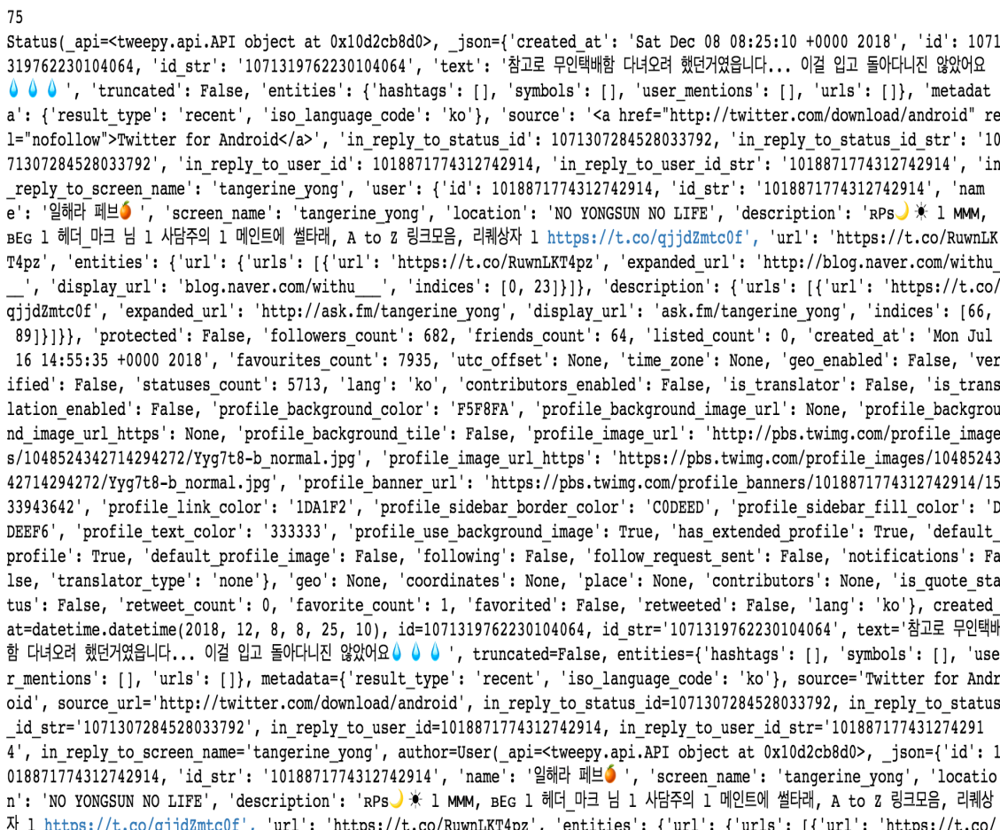 75
Status(_api=<tweepy.api.API object at 0x10d2cb8d0>, _json={'created_at': 'Sat Dec 08 08:25:10 +0000 2018', 'id': 1071
319762230104064, 'id_str': '1071319762230104064', 'text': '참고로 무인택배함 다녀오려 했던거였읍니다... 이걸 입고 돌아다니진 않았어요
💧💧💧', 'truncated': False, 'entities': {'hashtags': [], 'symbols': [], 'user_mentions': [], 'urls': []}, 'metadat
a': {'result_type': 'recent', 'iso_language_code': 'ko'}, 'source': '<a href="http://twitter.com/download/android" re
l="nofollow">Twitter for Android</a>', 'in_reply_to_status_id': 1071307284528033792, 'in_reply_to_status_id_str': '10
71307284528033792', 'in_reply_to_user_id': 1018871774312742914, 'in_reply_to_user_id_str': '1018871774312742914', 'in
_reply_to_screen_name': 'tangerine_yong', 'user': {'id': 1018871774312742914, 'id_str': '1018871774312742914', 'nam
e': '일해라 페브🍊', 'screen_name': 'tangerine_yong', 'location': 'NO YONGSUN NO LIFE', 'description': 'ʀPs🌙☀ l ᴍᴍᴍ,
ʙᴇɢ l 헤더_마크 님 l 사담주의 l 메인트에 썰타래, A to Z 링크모음, 리퀘상자 l https://t.co/qjjdZmtc0f', 'url': 'https://t.co/RuwnLK
T4pz', 'entities': {'url': {'urls': [{'url': 'https://t.co/RuwnLKT4pz', 'expanded_url': 'http://blog.naver.com/withu_
__', 'display_url': 'blog.naver.com/withu___', 'indices': [0, 23]}]}, 'description': {'urls': [{'url': 'https://t.co/
qjjdZmtc0f', 'expanded_url': 'http://ask.fm/tangerine_yong', 'display_url': 'ask.fm/tangerine_yong', 'indices': [66,
89]}]}}, 'protected': False, 'followers_count': 682, 'friends_count': 64, 'listed_count': 0, 'created_at': 'Mon Jul
16 14:55:35 +0000 2018', 'favourites_count': 7935, 'utc_offset': None, 'time_zone': None, 'geo_enabled': False, 'ver
ified': False, 'statuses_count': 5713, 'lang': 'ko', 'contributors_enabled': False, 'is_translator': False, 'is_trans
lation_enabled': False, 'profile_background_color': 'F5F8FA', 'profile_background_image_url': None, 'profile_backgrou
nd_image_url_https': None, 'profile_background_tile': False, 'profile_image_url': 'http://pbs.twimg.com/profile_image
s/1048524342714294272/Yyg7t8-b_normal.jpg', 'profile_image_url_https': 'https://pbs.twimg.com/profile_images/10485243
42714294272/Yyg7t8-b_normal.jpg', 'profile_banner_url': 'https://pbs.twimg.com/profile_banners/1018871774312742914/15
33943642', 'profile_link_color': '1DA1F2', 'profile_sidebar_border_color': 'C0DEED', 'profile_sidebar_fill_color': 'D
DEEF6', 'profile_text_color': '333333', 'profile_use_background_image': True, 'has_extended_profile': True, 'default_
profile': True, 'default_profile_image': False, 'following': False, 'follow_request_sent': False, 'notifications': Fa
lse, 'translator_type': 'none'}, 'geo': None, 'coordinates': None, 'place': None, 'contributors': None, 'is_quote_sta
tus': False, 'retweet_count': 0, 'favorite_count': 1, 'favorited': False, 'retweeted': False, 'lang': 'ko'}, created_
at=datetime.datetime(2018, 12, 8, 8, 25, 10), id=1071319762230104064, id_str='1071319762230104064', text='참고로 무인택배
함 다녀오려 했던거였읍니다... 이걸 입고 돌아다니진 않았어요💧💧💧', truncated=False, entities={'hashtags': [], 'symbols': [], 'use
r_mentions': [], 'urls': []}, metadata={'result_type': 'recent', 'iso_language_code': 'ko'}, source='Twitter for Andr
oid', source_url='http://twitter.com/download/android', in_reply_to_status_id=1071307284528033792, in_reply_to_status
_id_str='1071307284528033792', in_reply_to_user_id=1018871774312742914, in_reply_to_user_id_str='101887177431274291
4', in_reply_to_screen_name='tangerine_yong', author=User(_api=<tweepy.api.API object at 0x10d2cb8d0>, _json={'id': 1
018871774312742914, 'id_str': '1018871774312742914', 'name': '일해라 페브🍊', 'screen_name': 'tangerine_yong', 'locatio
n': 'NO YONGSUN NO LIFE', 'description': 'ʀPs🌙☀ l ᴍᴍᴍ, ʙᴇɢ l 헤더_마크 님 l 사담주의 l 메인트에 썰타래, A to Z 링크모음, 리퀘상
자 l https://t.co/qjjdZmtc0f', 'url': 'https://t.co/RuwnLKT4pz', 'entities': {'url': {'urls': [{'url': 'https://t.co/